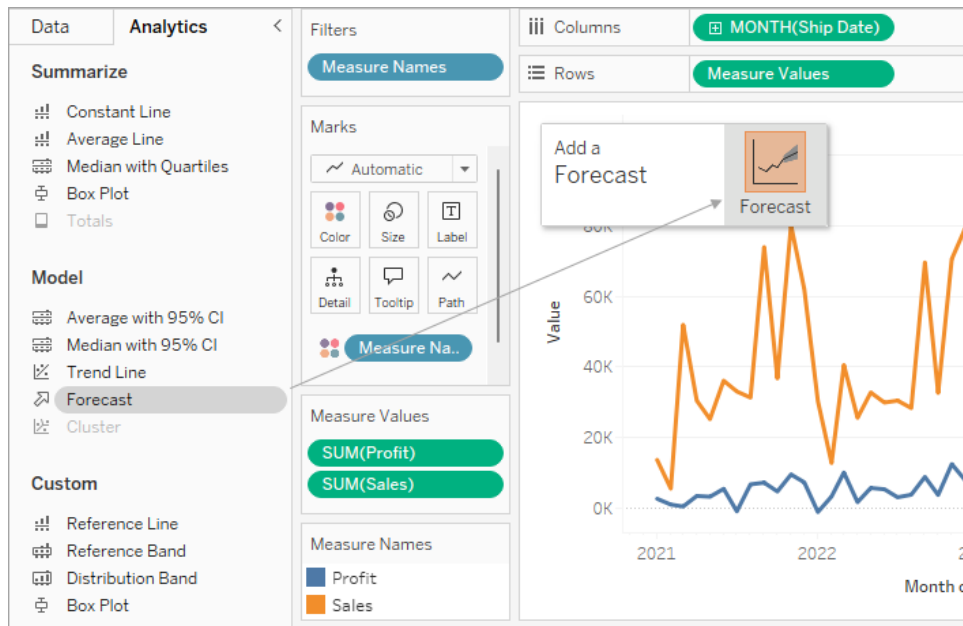 Data
Analytics
Summarize
Constant Line
Average Line
Median with Quartiles
Box Plot
Totals
Model
Average with 95% CI
Median with 95% CI
Trend Line
Forecast
Cluster
Custom
Reference Line
Reference Band
Distribution Band
Box Plot
Filters
Measure Names
Marks
Automatic
Color
Size
Label
Detail
Tooltip
Path
Measure Na..
Measure Values
SUM(Profit)
SUM(Sales)
Measure Names
Profit
Sales
Columns
MONTH(Ship Date)
Rows
Measure Values
Add a
Forecast
Forecast
80K
60K
40K
20K
0K
Value
2021
2022
Month